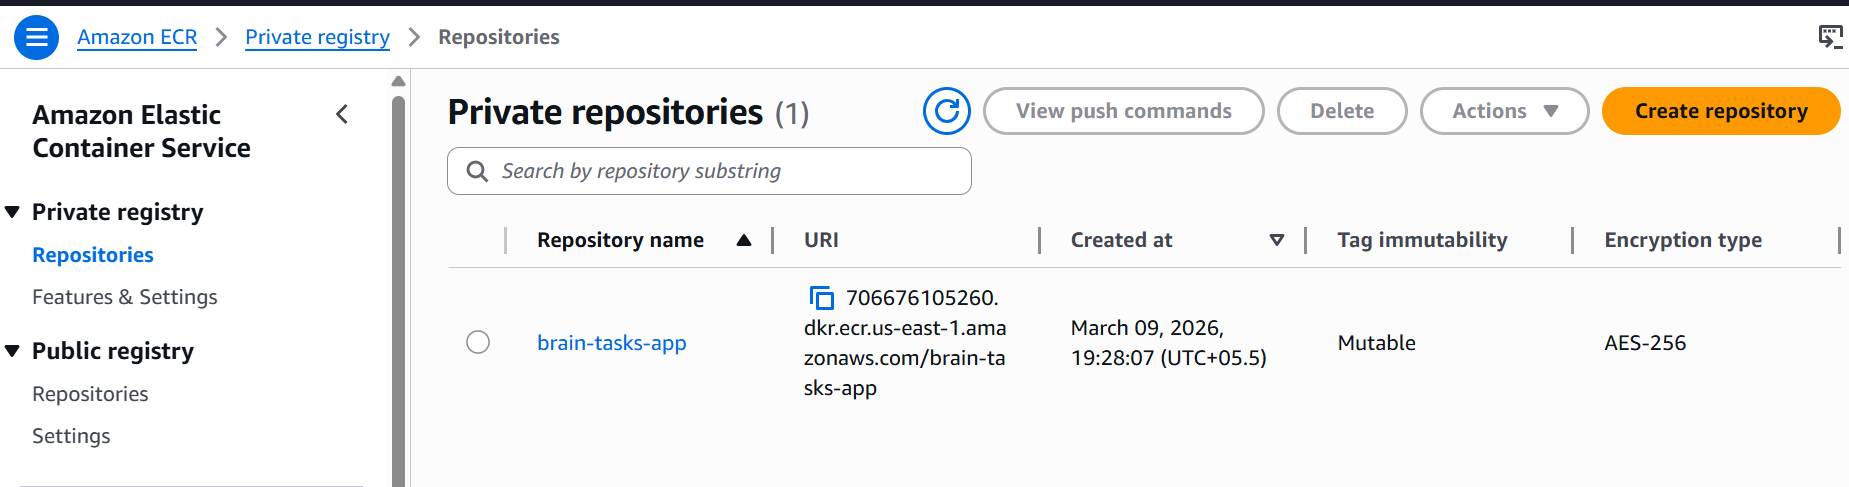 Amazon ECR > Private registry > Repositories
Amazon Elastic
Container Service
Private registry
Repositories
Features & Settings
Public registry
Repositories
Settings
Private repositories (1)
View push commands
Delete
Actions
Create repository
Search by repository substring
Repository name
URI
Created at
Tag immutability
Encryption type
brain-tasks-app
706676105260.
dkr.ecr.us-east-1.ama
zonaws.com/brain-ta
sks-app
March 09, 2026,
19:28:07 (UTC+05.5)
Mutable
AES-256